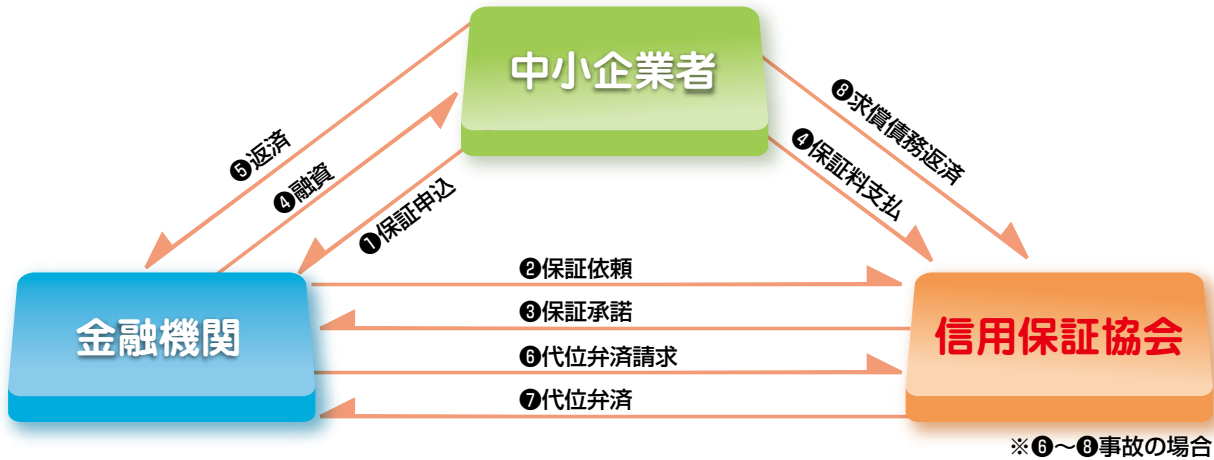 中小企業者
❺返済
❹融資
❶保証申込
❽求償債務返済
❹保証料支払
金融機関
❷保証依頼
❸保証承諾
❻代位弁済請求
❼代位弁済
信用保証協会
※❻～❽事故の場合